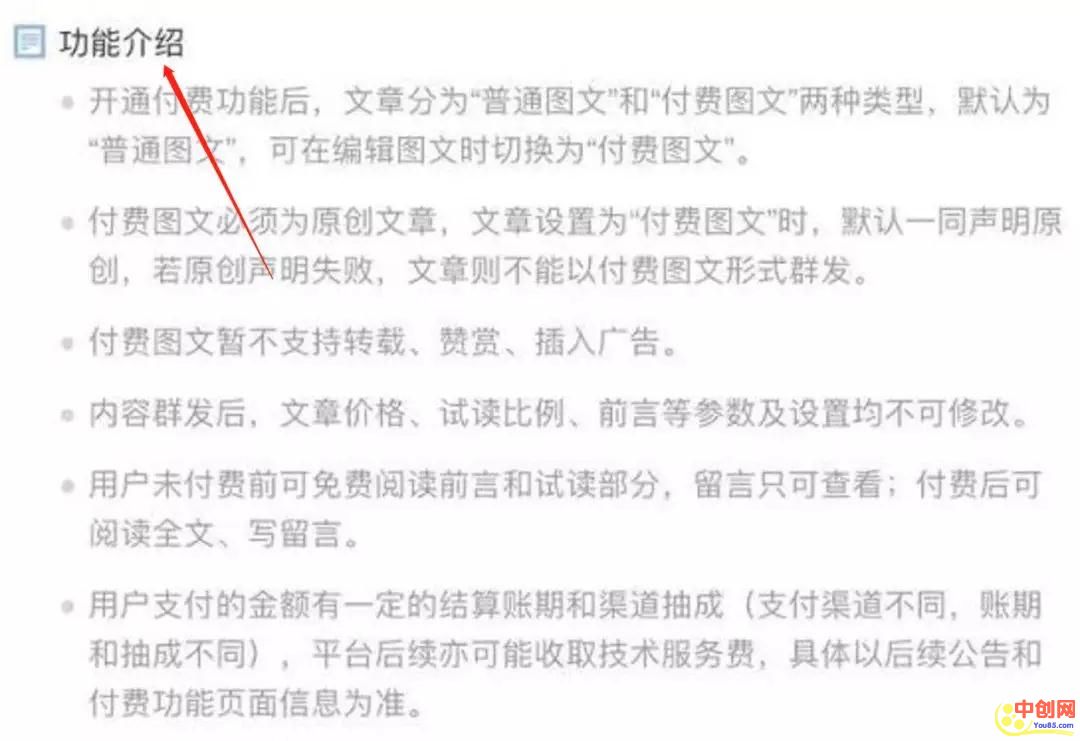 功能介绍
开通付费功能后，文章分为“普通图文”和“付费图文”两种类型，默认为
“普通图文”，可在编辑图文时切换为“付费图文”。
付费图文必须为原创文章，文章设置为“付费图文”时，默认一同声明原
创，若原创声明失败，文章则不能以付费图文形式群发。
付费图文暂不支持转载、赞赏、插入广告。
内容群发后，文章价格、试读比例、前言等参数及设置均不可修改。
用户未付费前可免费阅读前言和试读部分，留言只可查看；付费后可
阅读全文、写留言。
用户支付的金额有一定的结算账期和渠道抽成（支付渠道不同，账期
和抽成不同），平台后续亦可能收取技术服务费，具体以后续公告和
付费功能页面信息为准。
中创网
You85.com